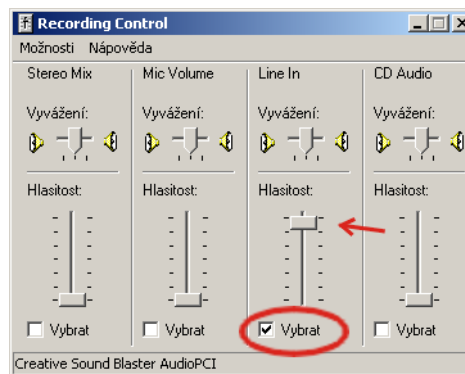 Recording Control
Možnosti Nápověda
Stereo Mix Mic Volume Line In CD Audio
Vyvážení: Vyvážení: Vyvážení: Vyvážení:
Hlasitost: Hlasitost: Hlasitost: Hlasitost:
Vybrat Vybrat Vybrat Vybrat
Creative Sound Blaster AudioPCI